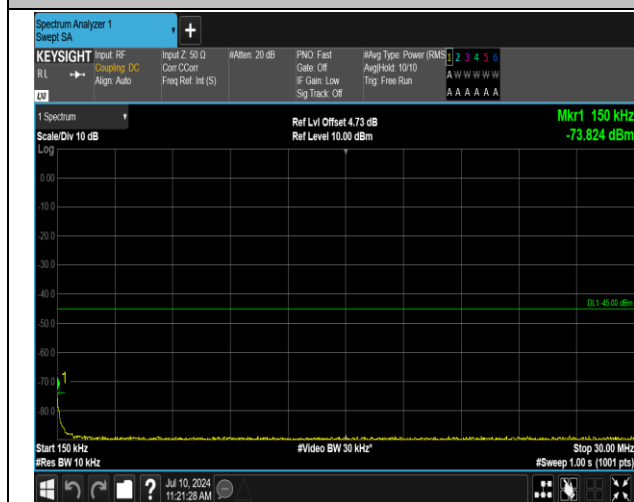 Spectrum Analyzer 1
Swept SA
+
KEYSIGHT Input: RF Input Z: 50 Ω #Atten: 20 dB PNO: Fast #Avg Type: Power (RMS 1 2 3 4 5 6
R L Coupling: DC Corr CCorr Gate: Off Avg|Hold: 10/10 A W W W W W
Align: Auto Freq Ref: Int (S) IF Gain: Low Trig: Free Run
Sig Track: Off A A A A A A
LXI
1 Spectrum Ref Lvl Offset 4.73 dB Mkr1 150 kHz
Scale/Div 10 dB Ref Level 10.00 dBm -73.824 dBm
Log
0.00
-10.0
-20.0
-30.0
-40.0
DL1 -45.00 dBm
-50.0
-60.0
-70.0
1
-80.0
Start 150 kHz #Video BW 30 kHz* Stop 30.00 MHz
#Res BW 10 kHz #Sweep 1.00 s (1001 pts)
? Jul 10, 2024
11:21:28 AM